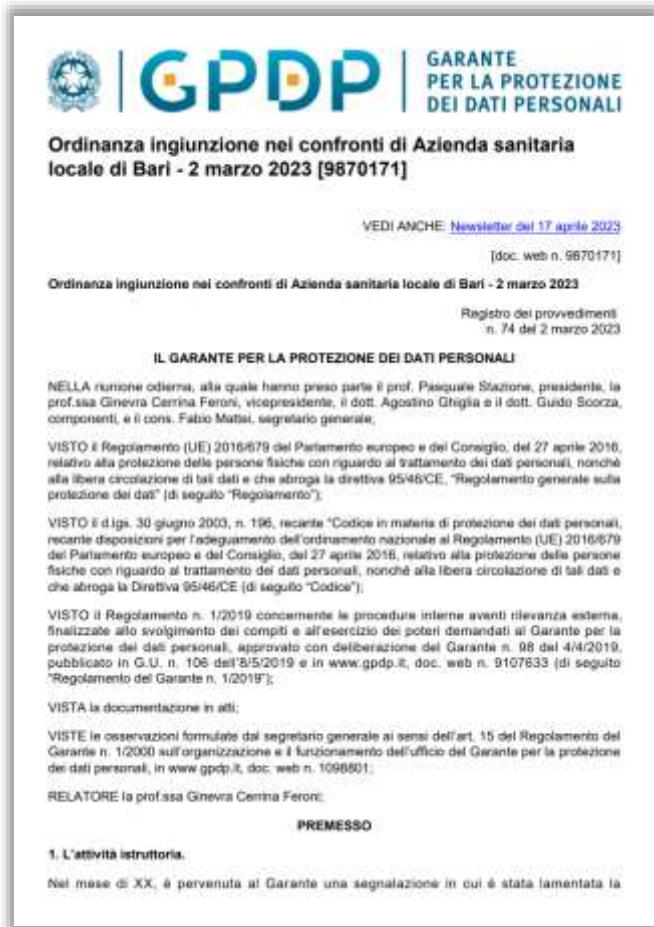 GPDP
GARANTE
PER LA PROTEZIONE
DEI DATI PERSONALI
Ordinanza ingiunzione nei confronti di Azienda sanitaria
locale di Bari - 2 marzo 2023 [9870171]
VEDI ANCHE: Newsletter del 17 aprile 2023
[doc. web n. 9870171]
Ordinanza ingiunzione nei confronti di Azienda sanitaria locale di Bari - 2 marzo 2023
Registro dei provvedimenti
n. 74 del 2 marzo 2023
IL GARANTE PER LA PROTEZIONE DEI DATI PERSONALI
NELLA riunione odierna, alla quale hanno preso parte il prof. Pasquale Stazione, presidente, la
prof.ssa Ginevra Cerrina Feroni, vicepresidente, il dott. Agostino Ghiglia e il dott. Guido Scorza,
componenti, e il cons. Fabio Mattei, segretario generale;
VISTO il Regolamento (UE) 2016/679 del Parlamento europeo e del Consiglio, del 27 aprile 2016,
relativo alla protezione delle persone fisiche con riguardo al trattamento dei dati personali, nonché
alla libera circolazione di tali dati e che abroga la direttiva 95/46/CE, "Regolamento generale sulla
protezione dei dati" (di seguito "Regolamento");
VISTO il d.lgs. 30 giugno 2003, n. 196, recante "Codice in materia di protezione dei dati personali,
recante disposizioni per l'adeguamento dell'ordinamento nazionale al Regolamento (UE) 2016/679
del Parlamento europeo e del Consiglio, del 27 aprile 2016, relativo alla protezione delle persone
fisiche con riguardo al trattamento dei dati personali, nonché alla libera circolazione di tali dati e
che abroga la Direttiva 95/46/CE (di seguito "Codice");
VISTO il Regolamento n. 1/2019 concernente le procedure interne aventi rilevanza esterna,
finalizzate allo svolgimento dei compiti e all'esercizio dei poteri demandati al Garante per la
protezione dei dati personali, approvato con deliberazione del Garante n. 98 del 4/4/2019,
pubblicato in G.U. n. 106 dell'8/5/2019 e in www.gpdp.it, doc. web n. 9107633 (di seguito
"Regolamento del Garante n. 1/2019");
VISTA la documentazione in atti;
VISTE le osservazioni formulate dal segretario generale ai sensi dell'art. 15 del Regolamento del
Garante n. 1/2000 sull'organizzazione e il funzionamento dell'ufficio del Garante per la protezione
dei dati personali, in www.gpdp.it, doc. web n. 1098801;
RELATORE la prof.ssa Ginevra Cerrina Feroni;
PREMESSO
1. L'attività istruttoria.
Nel mese di XX, è pervenuta al Garante una segnalazione in cui è stata lamentata la